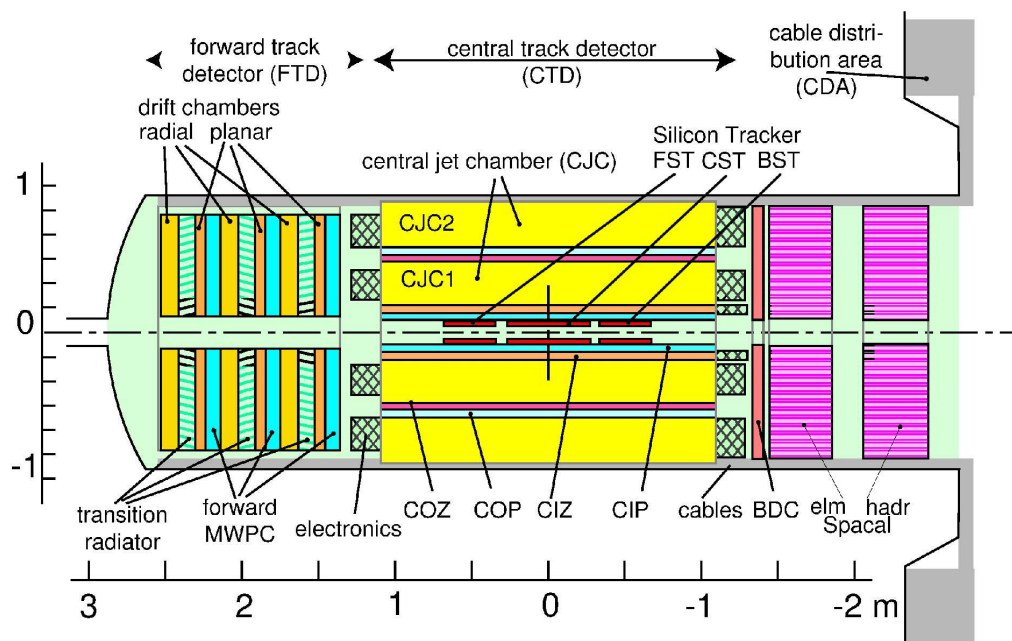 forward track
detector (FTD)
central track detector
(CTD)
cable distri-
bution area
(CDA)
drift chambers
radial planar
Silicon Tracker
FST CST BST
central jet chamber (CJC)
1
CJC2
CJC1
0
-1
transition
radiator
forward
MWPC
electronics
COZ
COP
CIZ
CIP
cables
BDC
elm
hadr
Spacal
3
2
1
0
-1
-2 m